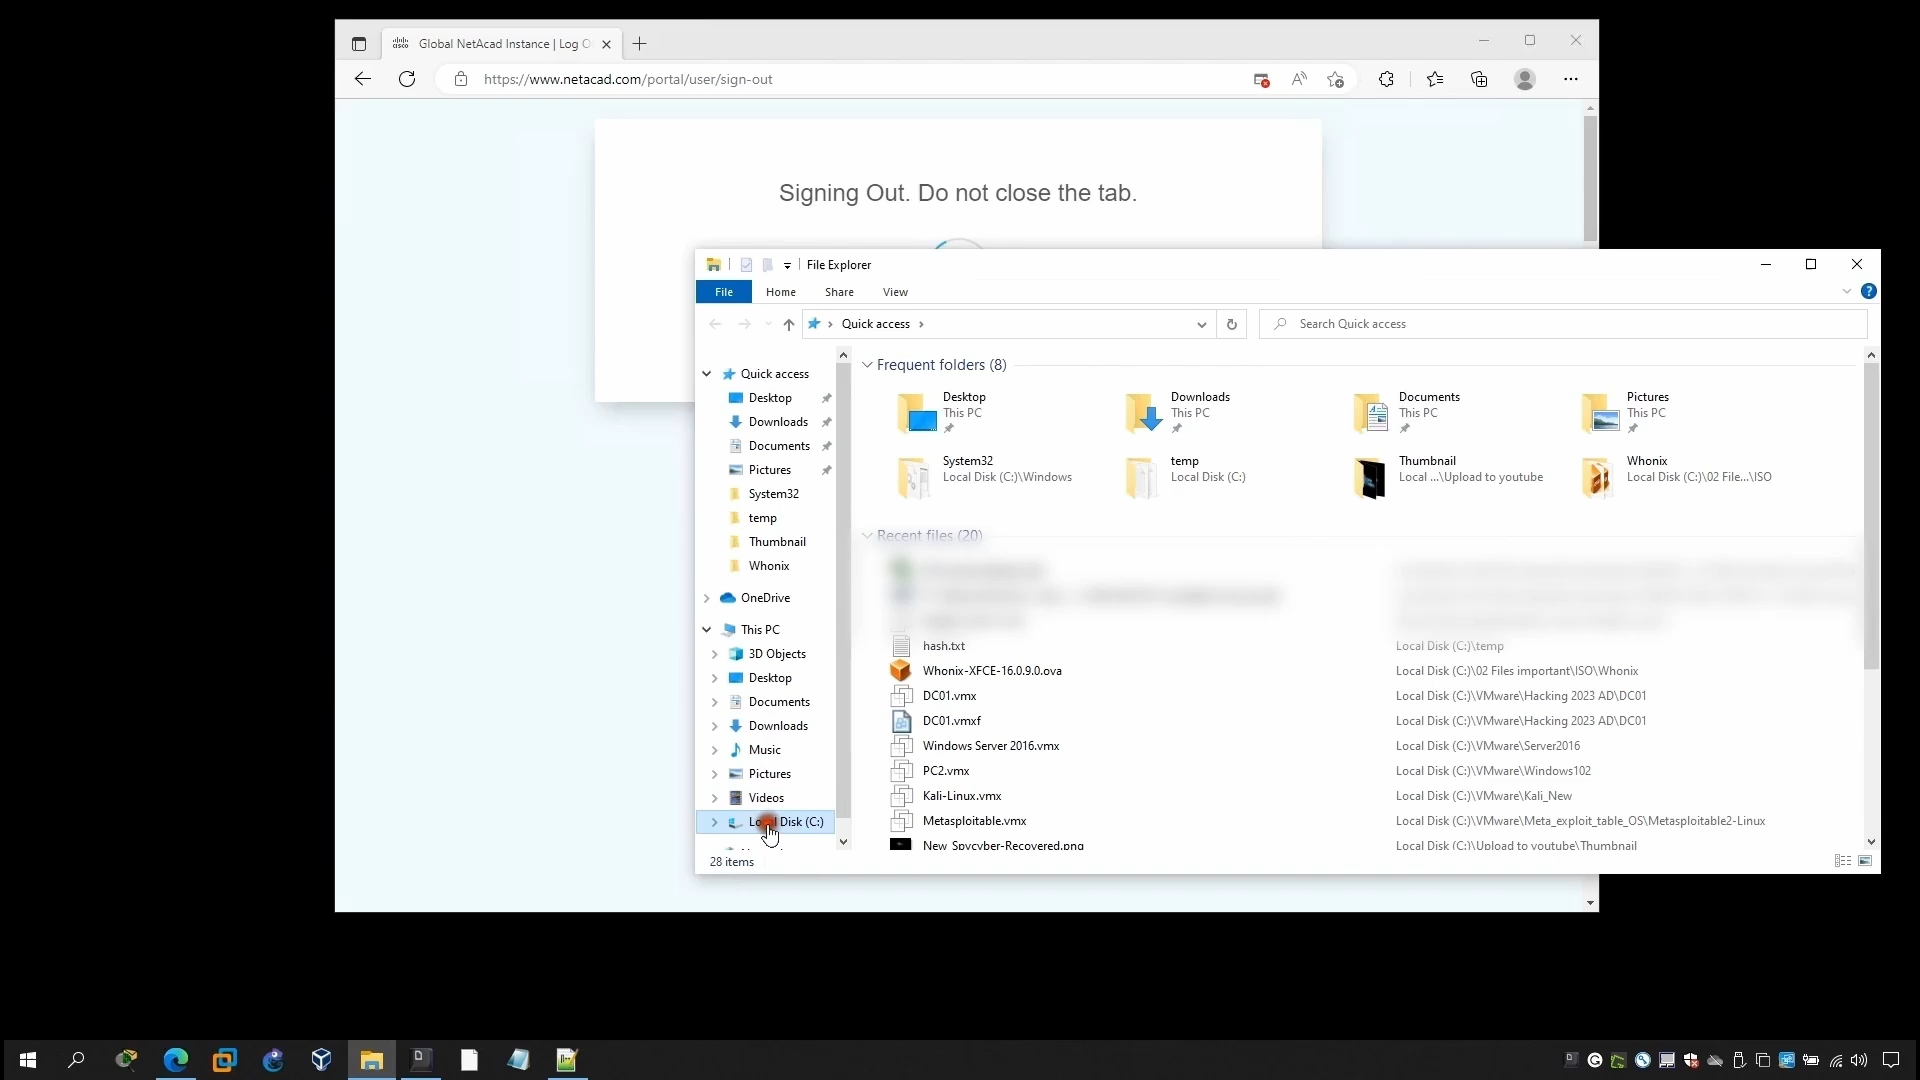 Global NetAcad Instance | Log O
https://www.netacad.com/portal/user/sign-out
Signing Out. Do not close the tab.
File Explorer
File Home Share View
Quick access
Search Quick access
Quick access
Desktop
Downloads
Documents
Pictures
System32
temp
Thumbnail
Whonix
OneDrive
This PC
3D Objects
Desktop
Documents
Downloads
Music
Pictures
Videos
Local Disk (C:)
Frequent folders (8)
Desktop
This PC
Downloads
This PC
Documents
This PC
Pictures
This PC
System32
Local Disk (C:)\Windows
temp
Local Disk (C:)
Thumbnail
Local ...\Upload to youtube
Whonix
Local Disk (C:)\02 File...\ISO
Recent files (20)
hash.txt Local Disk (C:)\temp
Whonix-XFCE-16.0.9.0.ova Local Disk (C:)\02 Files important\ISO\Whonix
DC01.vmx Local Disk (C:)\VMware\Hacking 2023 AD\DC01
DC01.vmxf Local Disk (C:)\VMware\Hacking 2023 AD\DC01
Windows Server 2016.vmx Local Disk (C:)\VMware\Server2016
PC2.vmx Local Disk (C:)\VMware\Windows102
Kali-Linux.vmx Local Disk (C:)\VMware\Kali_New
Metasploitable.vmx Local Disk (C:)\VMware\Meta_exploit_table_OS\Metasploitable2-Linux
New Spycyber-Recovered.png Local Disk (C:)\Upload to youtube\Thumbnail
28 items